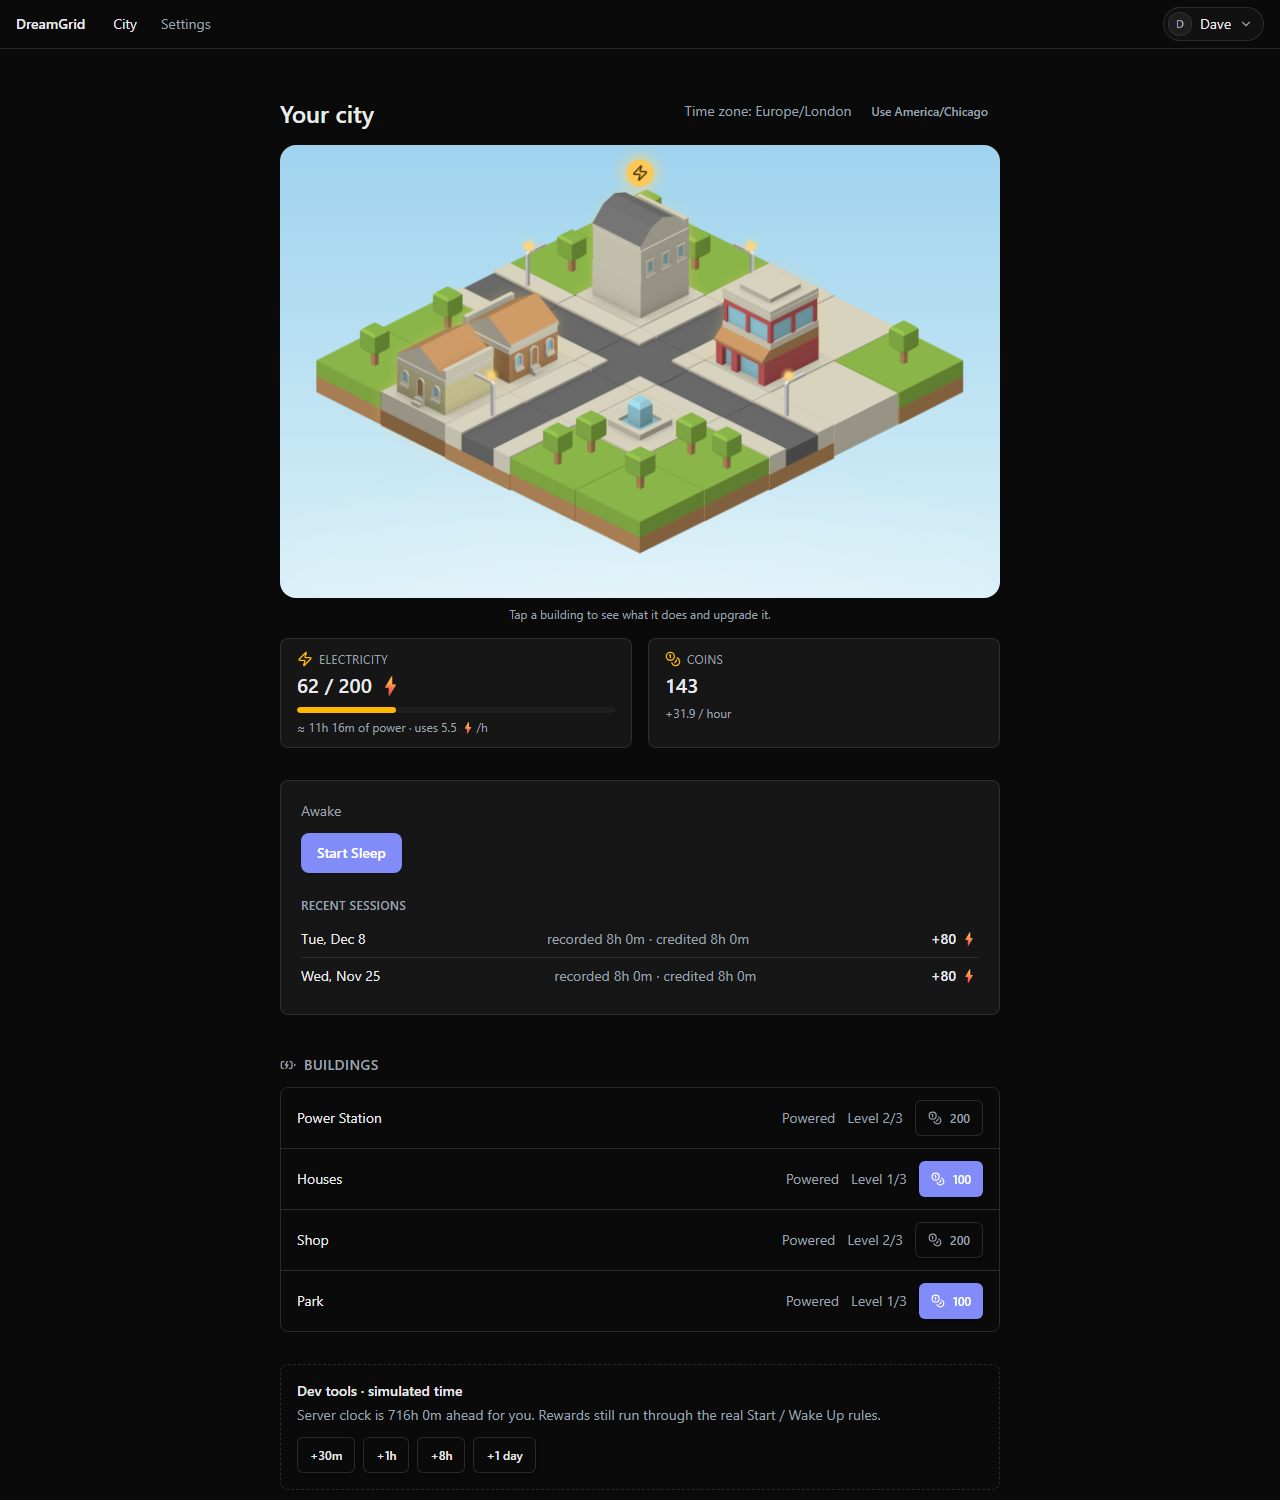 DreamGrid City Settings D Dave
Your city Time zone: Europe/London Use America/Chicago
Tap a building to see what it does and upgrade it.
ELECTRICITY
62 / 200
≈ 11h 16m of power · uses 5.5 /h
COINS
143
+31.9 / hour
Awake
Start Sleep
RECENT SESSIONS
Tue, Dec 8 recorded 8h 0m · credited 8h 0m +80
Wed, Nov 25 recorded 8h 0m · credited 8h 0m +80
BUILDINGS
Power Station Powered Level 2/3 200
Houses Powered Level 1/3 100
Shop Powered Level 2/3 200
Park Powered Level 1/3 100
Dev tools · simulated time
Server clock is 716h 0m ahead for you. Rewards still run through the real Start / Wake Up rules.
+30m +1h +8h +1 day